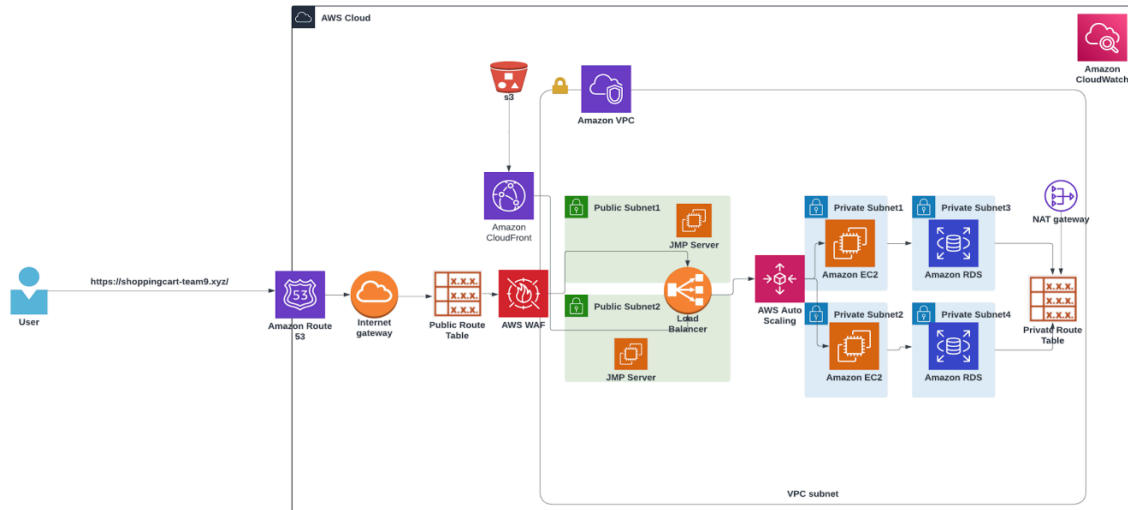 AWS Cloud
Amazon
CloudWatch
s3
Amazon VPC
Amazon
CloudFront
Public Subnet1
JMP Server
Private Subnet1
Amazon EC2
Private Subnet3
Amazon RDS
NAT gateway
User
https://shoppingcart-team9.xyz/
53
Amazon Route
53
Internet
gateway
x.x.x.
x.x.x.
x.x.x.
Public Route
Table
AWS WAF
Public Subnet2
JMP Server
Load
Balancer
AWS Auto
Scaling
Private Subnet2
Amazon EC2
Private Subnet4
Amazon RDS
x.x.x.
x.x.x.
x.x.x.
Private Route
Table
VPC subnet